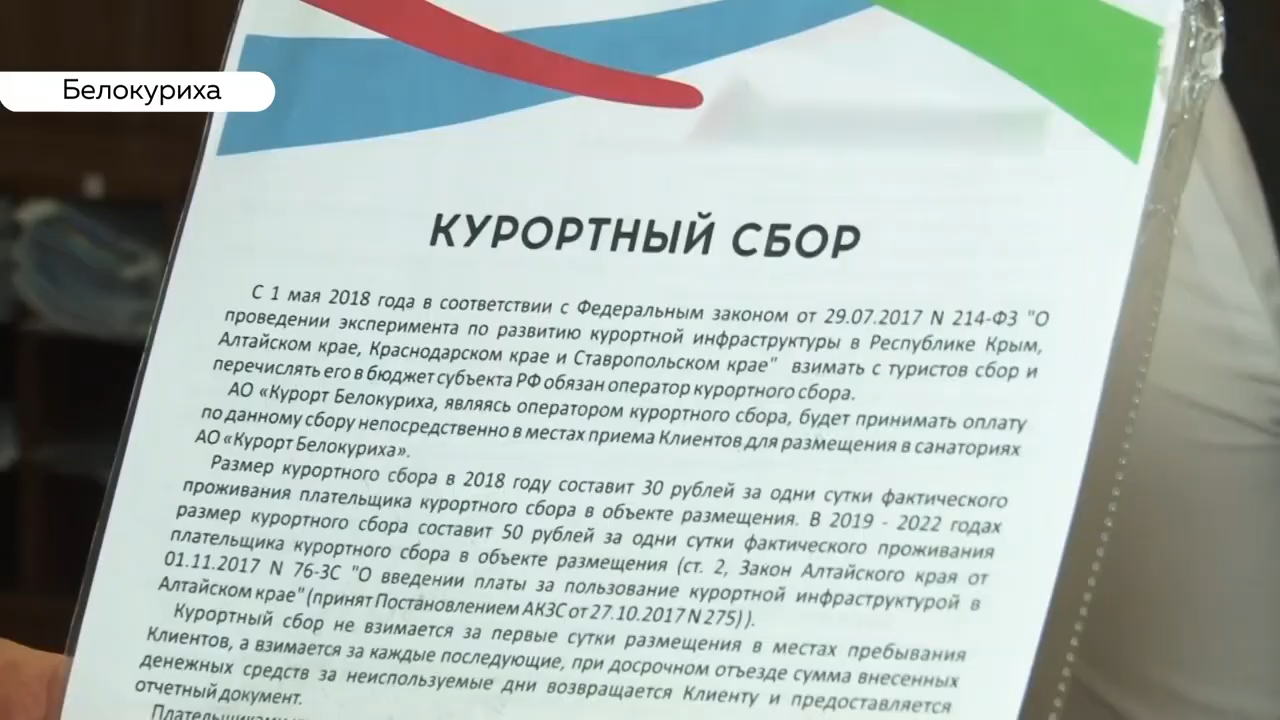 Белокуриха
КУРОРТНЫЙ СБОР
С 1 мая 2018 года в соответствии с Федеральным законом от 29.07.2017 N 214-ФЗ "О
проведении эксперимента по развитию курортной инфраструктуры в Республике Крым,
Алтайском крае, Краснодарском крае и Ставропольском крае" взимать с туристов сбор и
перечислять его в бюджет субъекта РФ обязан оператор курортного сбора.
АО «Курорт Белокуриха, являясь оператором курортного сбора, будет принимать оплату
по данному сбору непосредственно в местах приема Клиентов для размещения в санаториях
АО «Курорт Белокуриха».
Размер курортного сбора в 2018 году составит 30 рублей за одни сутки фактического
проживания плательщика курортного сбора в объекте размещения. В 2019 - 2022 годах
размер курортного сбора составит 50 рублей за одни сутки фактического проживания
плательщика курортного сбора в объекте размещения (ст. 2, Закон Алтайского края от
01.11.2017 N 76-ЗС "О введении платы за пользование курортной инфраструктурой в
Алтайском крае" (принят Постановлением АКЗС от 27.10.2017 N 275) ).
Курортный сбор не взимается за первые сутки размещения в местах пребывания
Клиентов, а взимается за каждые последующие, при досрочном отъезде сумма внесенных
денежных средств за неиспользуемые дни возвращается Клиенту и предоставляется
отчетный документ.